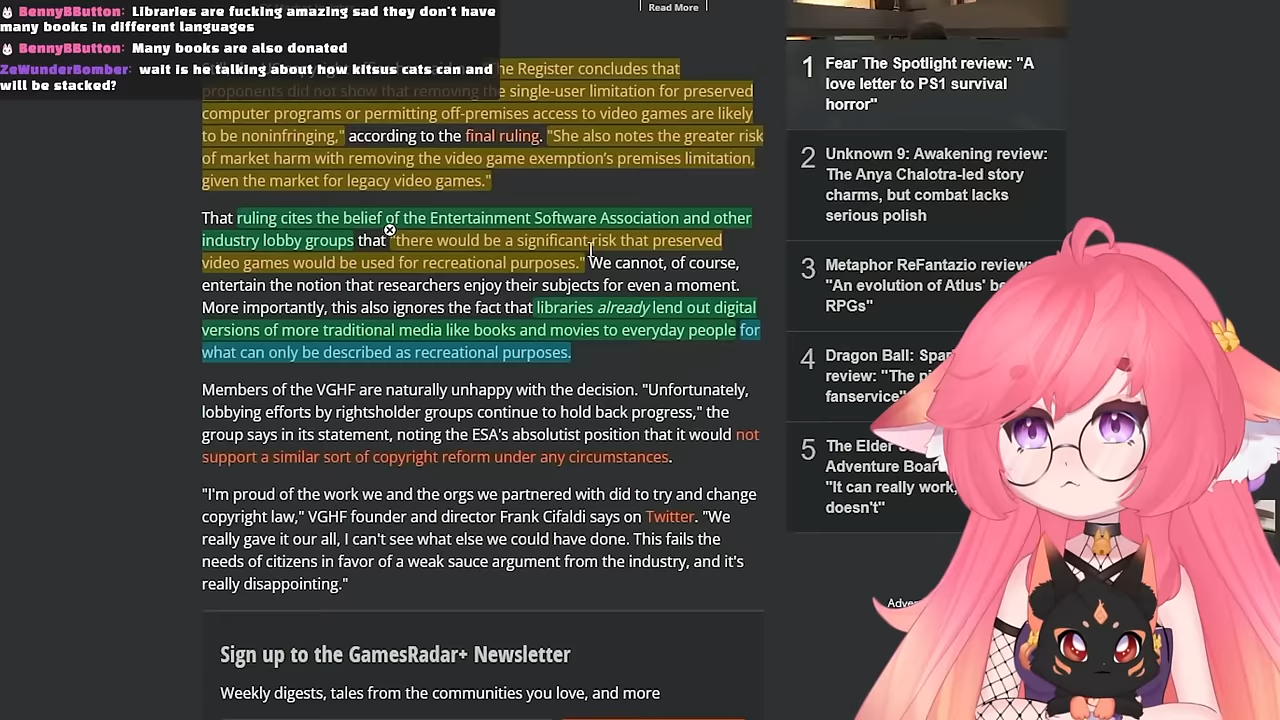 BennyBButton: Libraries are fucking amazing sad they don't have
many books in different languages
BennyBButton: Many books are also donated
ZeWunderBomber: wait is he talking about how kitsus cats can and
will be stacked?
Read More
he Register concludes that
proponents did not show that removing the single-user limitation for preserved
computer programs or permitting off-premises access to video games are likely
to be noninfringing," according to the final ruling. "She also notes the greater risk
of market harm with removing the video game exemption's premises limitation,
given the market for legacy video games."
That ruling cites the belief of the Entertainment Software Association and other
industry lobby groups that "there would be a significant risk that preserved
video games would be used for recreational purposes." We cannot, of course,
entertain the notion that researchers enjoy their subjects for even a moment.
More importantly, this also ignores the fact that libraries already lend out digital
versions of more traditional media like books and movies to everyday people for
what can only be described as recreational purposes.
Members of the VGHF are naturally unhappy with the decision. "Unfortunately,
lobbying efforts by rightsholder groups continue to hold back progress," the
group says in its statement, noting the ESA's absolutist position that it would not
support a similar sort of copyright reform under any circumstances.
"I'm proud of the work we and the orgs we partnered with did to try and change
copyright law," VGHF founder and director Frank Cifaldi says on Twitter. "We
really gave it our all, I can't see what else we could have done. This fails the
needs of citizens in favor of a weak sauce argument from the industry, and it's
really disappointing."
Sign up to the GamesRadar+ Newsletter
Weekly digests, tales from the communities you love, and more
1 Fear The Spotlight review: "A
love letter to PS1 survival
horror"
2 Unknown 9: Awakening review:
The Anya Chalotra-led story
charms, but combat lacks
serious polish
3 Metaphor ReFantazio review:
"An evolution of Atlus' be
RPGs"
4 Dragon Ball: Spar
review: "The pi
fanservice"
5 The Elder
Adventure Boar
"It can really work,
doesn't"
Adver